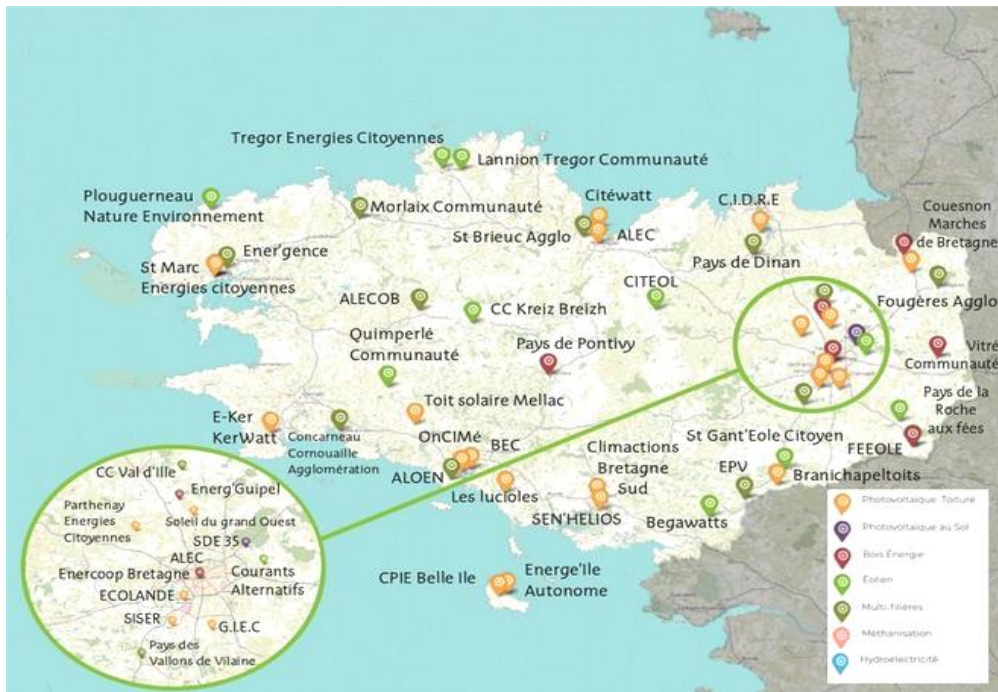 Tregor Energies Citoyennes
Lannion Tregor Communauté
Plouguerneau
Nature Environnement
Morlaix Communauté
Citéwatt
C.I.D.R.E
Couesnon
Marches
de Bretagne
St Brieuc Agglo
ALEC
Ener'gence
St Marc
Energies citoyennes
Pays de Dinan
ALECOB
CC Kreiz Breizh
CITEOL
Fougères Agglo
Quimperlé
Communauté
Pays de Pontivy
Vitré
Communauté
Toit solaire Mellac
Pays de la
Roche
aux fées
E-Ker
KerWatt
Concarneau
Cornouaille
Agglomération
OnCIMé
BEC
ALOEN
Les lucioles
Climactions
Bretagne
Sud
St Gant'Eole Citoyen
FEEOLE
EPV
Branichapeltoits
SEN'HELIOS
Begawatts
CPIE Belle Ile
Energe'Ile
Autonome
CC Val d'Ille
Energ'Guipel
Parthenay
Energies
Citoyennes
Soleil du grand Ouest
SDE 35
ALEC
Enercoop Bretagne
Courants
Alternatifs
ECOLANDE
SISER
G.I.E.C
Pays des
Vallons de Vilaine
Photovoltaïque Toiture
Photovoltaïque au Sol
Bois Énergie
Éolien
Multi-filières
Méthanisation
Hydroélectricité